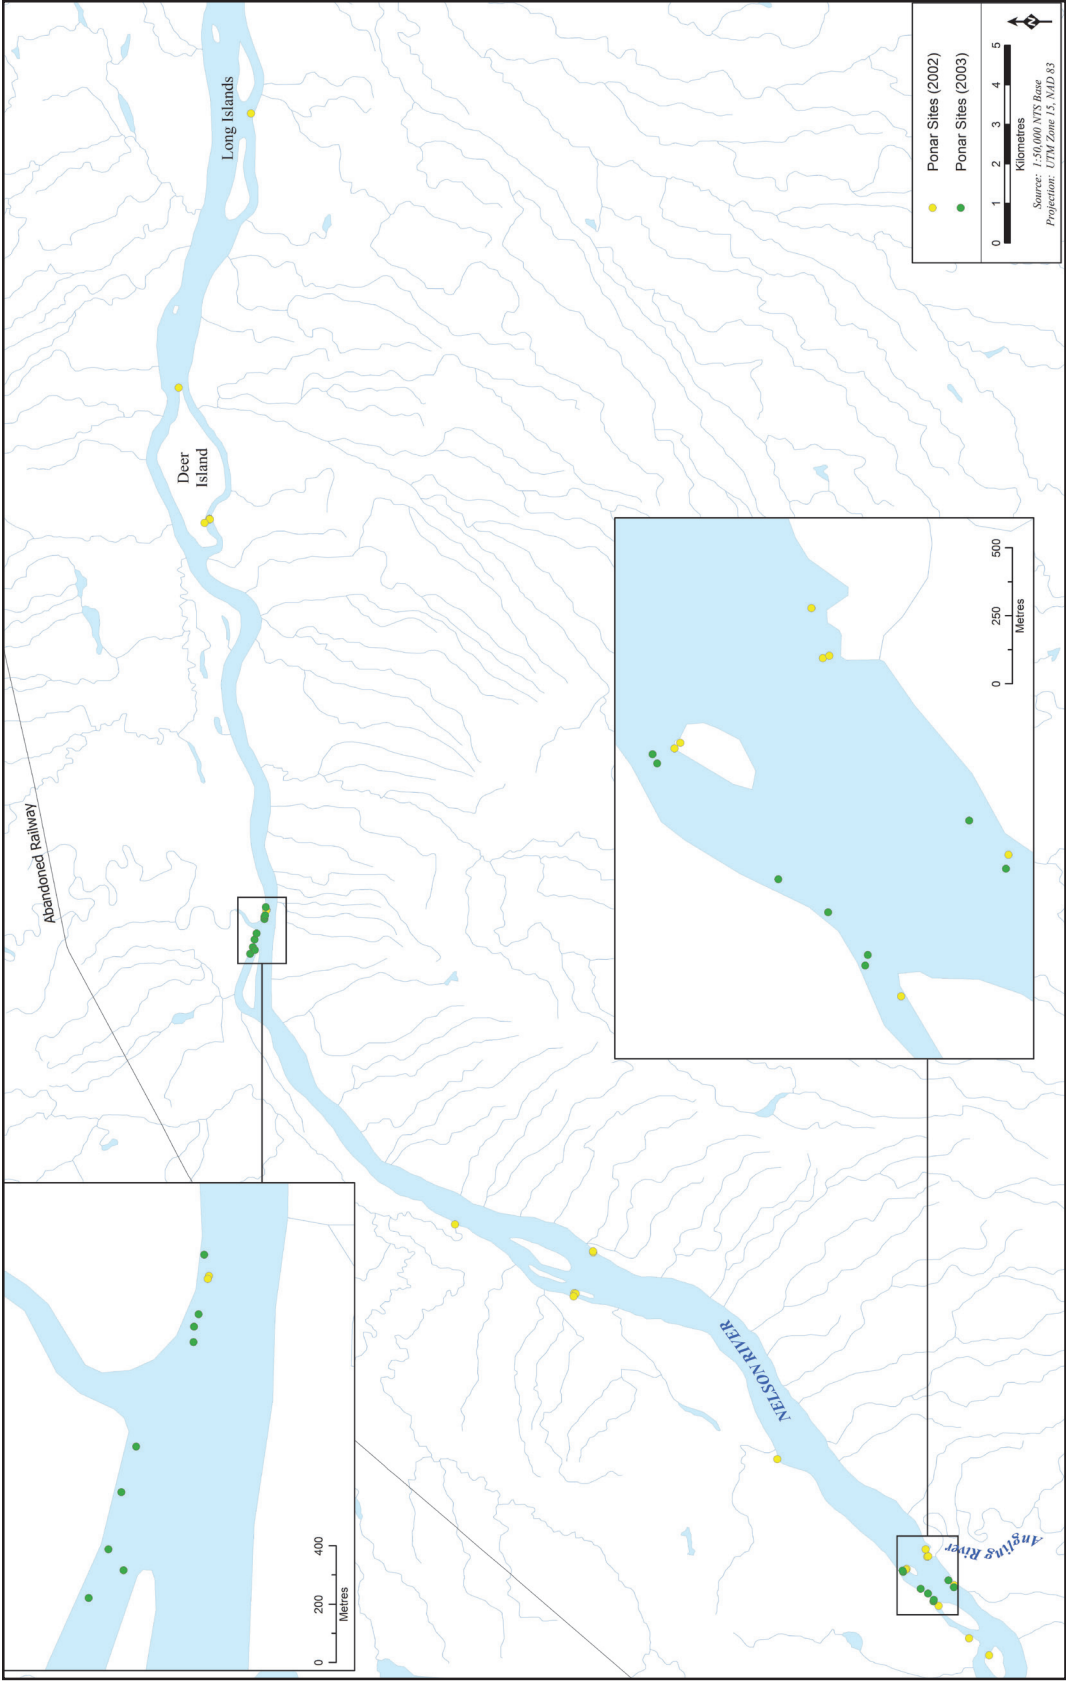 Abandoned Railway
Long Islands
Deer
Island
NELSON RIVER
Angling River
0 200 400
Metres
0 250 500
Metres
Ponar Sites (2002)
Ponar Sites (2003)
0 1 2 3 4 5
Kilometres
N
Source: 1:50,000 NTS Base
Projection: UTM Zone 15, NAD 83